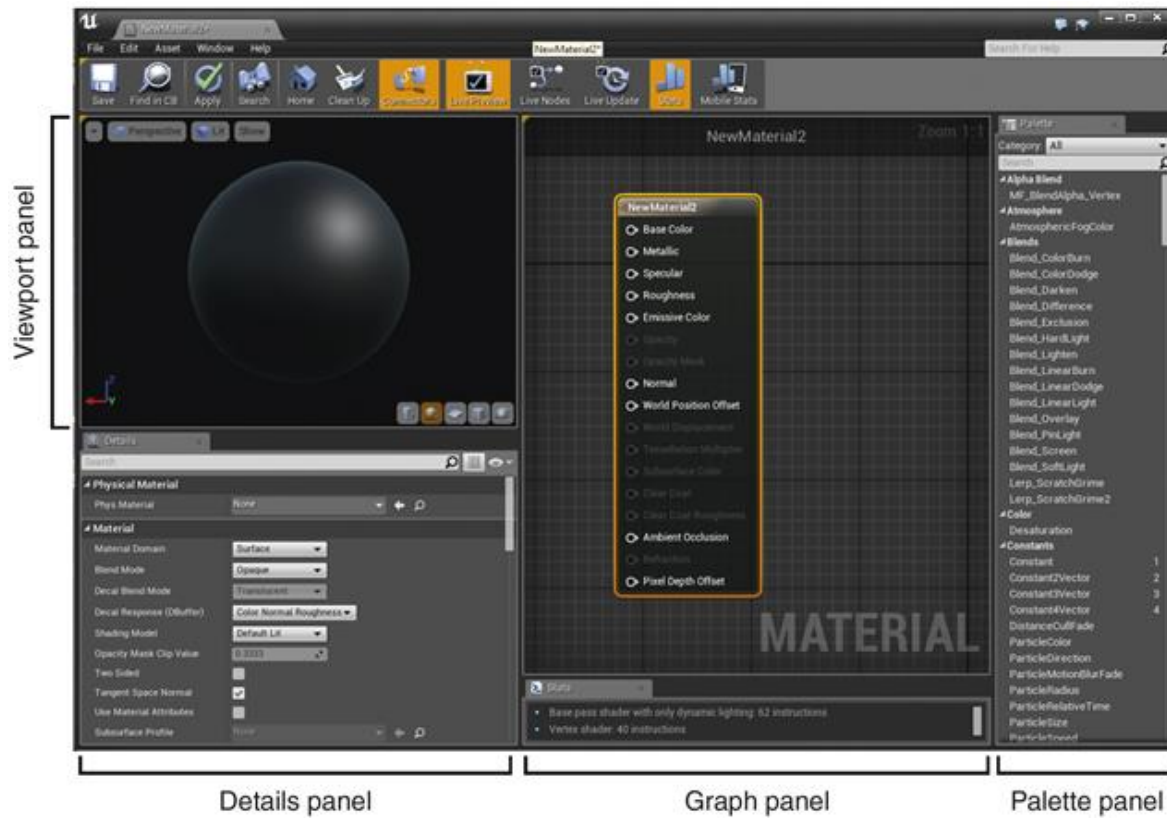 NewMaterial2*
File Edit Asset Window Help
NewMaterial2*
Search For Help
Save Find in CB Apply Search Home Clean Up Connectors Live Preview Live Nodes Live Update Stats Mobile Stats
Viewport panel
Perspective Lit Show
Z
Y
NewMaterial2
Zoom 1:1
NewMaterial2
Base Color
Metallic
Specular
Roughness
Emissive Color
Opacity
Opacity Mask
Normal
World Position Offset
World Displacement
Tessellation Multiplier
Subsurface Color
Clear Coat
Clear Coat Roughness
Ambient Occlusion
Refraction
Pixel Depth Offset
MATERIAL
Palette
Category: All
Search
Alpha Blend
MF_BlendAlpha_Vertex
Atmosphere
AtmosphericFogColor
Blends
Blend_ColorBurn
Blend_ColorDodge
Blend_Darken
Blend_Difference
Blend_Exclusion
Blend_HardLight
Blend_Lighten
Blend_LinearBurn
Blend_LinearDodge
Blend_LinearLight
Blend_Overlay
Blend_PinLight
Blend_Screen
Blend_SoftLight
Lerp_ScratchGrime
Lerp_ScratchGrime2
Color
Desaturation
Constants
Constant 1
Constant2Vector 2
Constant3Vector 3
Constant4Vector 4
DistanceCullFade
ParticleColor
ParticleDirection
ParticleMotionBlurFade
ParticleRadius
ParticleRelativeTime
ParticleSize
ParticleSpeed
Details
Search
Physical Material
Phys Material None
Material
Material Domain Surface
Blend Mode Opaque
Decal Blend Mode Translucent
Decal Response (DBuffer) Color Normal Roughness
Shading Model Default Lit
Opacity Mask Clip Value 0.3333
Two Sided
Tangent Space Normal
Use Material Attributes
Subsurface Profile None
Stats
Base pass shader with only dynamic lighting: 62 instructions
Vertex shader: 40 instructions
Details panel
Graph panel
Palette panel